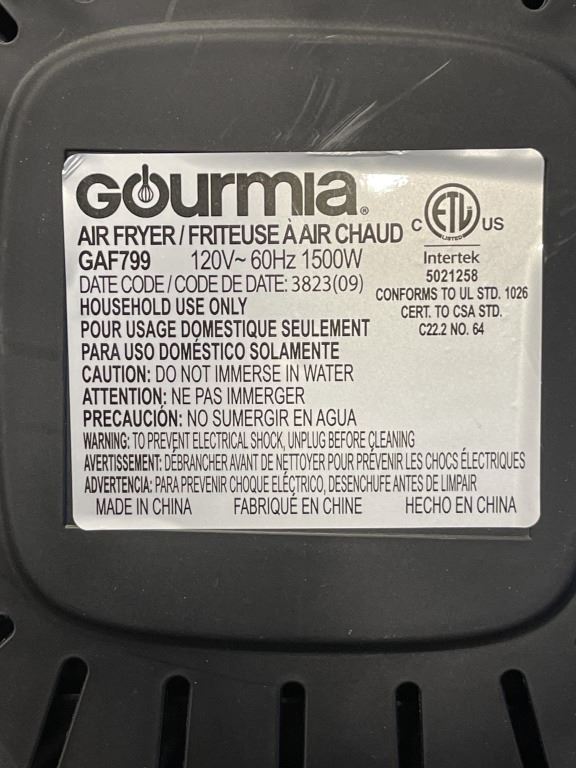 GOurmia®
AIR FRYER / FRITEUSE À AIR CHAUD
GAF799 120V~ 60Hz 1500W
DATE CODE / CODE DE DATE: 3823(09)
HOUSEHOLD USE ONLY
POUR USAGE DOMESTIQUE SEULEMENT
PARA USO DOMÉSTICO SOLAMENTE
CAUTION: DO NOT IMMERSE IN WATER
ATTENTION: NE PAS IMMERGER
PRECAUCIÓN: NO SUMERGIR EN AGUA
WARNING: TO PREVENT ELECTRICAL SHOCK, UNPLUG BEFORE CLEANING
AVERTISSEMENT: DÉBRANCHER AVANT DE NETTOYER POUR PRÉVENIR LES CHOCS ÉLECTRIQUES
ADVERTENCIA: PARA PREVENIR CHOQUE ELÉCTRICO, DESENCHUFE ANTES DE LIMPIAR
MADE IN CHINA FABRIQUÉ EN CHINE HECHO EN CHINA
C ETL US
LISTED
Intertek
5021258
CONFORMS TO UL STD. 1026
CERT. TO CSA STD.
C22.2 NO. 64